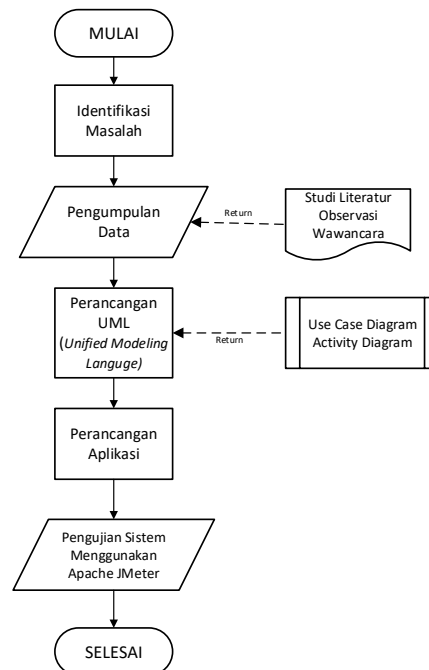 MULAI
Identifikasi
Masalah
Pengumpulan
Data
Return
Studi Literatur
Observasi
Wawancara
Perancangan
UML
(Unified Modeling
Languge)
Return
Use Case Diagram
Activity Diagram
Perancangan
Aplikasi
Pengujian Sistem
Menggunakan
Apache JMeter
SELESAI